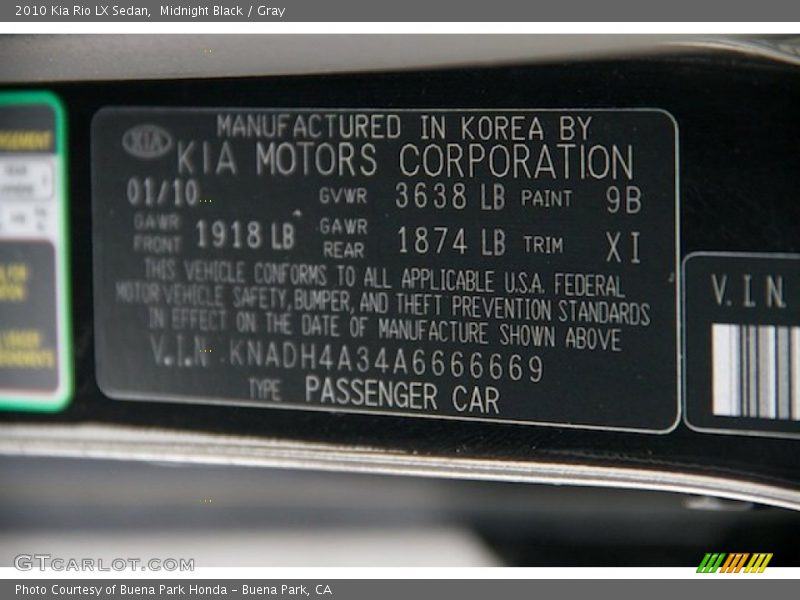 2010 Kia Rio LX Sedan, Midnight Black / Gray
KIA
MANUFACTURED IN KOREA BY
KIA MOTORS CORPORATION
01/10 GVWR 3638 LB PAINT 9B
GAWR FRONT 1918 LB GAWR REAR 1874 LB TRIM XI
THIS VEHICLE CONFORMS TO ALL APPLICABLE U.S.A. FEDERAL
MOTOR VEHICLE SAFETY, BUMPER, AND THEFT PREVENTION STANDARDS
IN EFFECT ON THE DATE OF MANUFACTURE SHOWN ABOVE
V.I.N KNADH4A34A6666669
TYPE PASSENGER CAR
V. I. N.
GTcarlot.com
Photo Courtesy of Buena Park Honda - Buena Park, CA